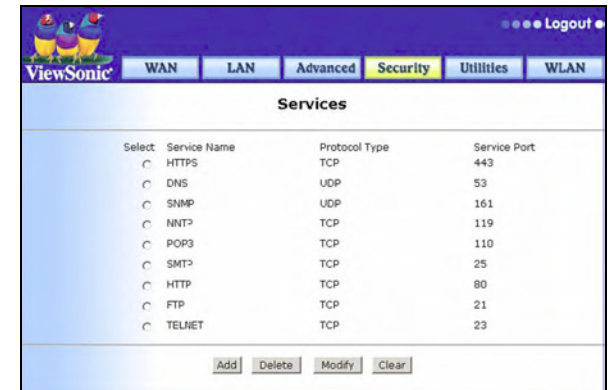 Logout
ViewSonic WAN LAN Advanced Security Utilities WLAN
Services
Select Service Name Protocol Type Service Port
HTTPS TCP 443
DNS UDP 53
SNMP UDP 161
NNTP TCP 119
POP3 TCP 110
SMTP TCP 25
HTTP TCP 80
FTP TCP 21
TELNET TCP 23
Add Delete Modify Clear